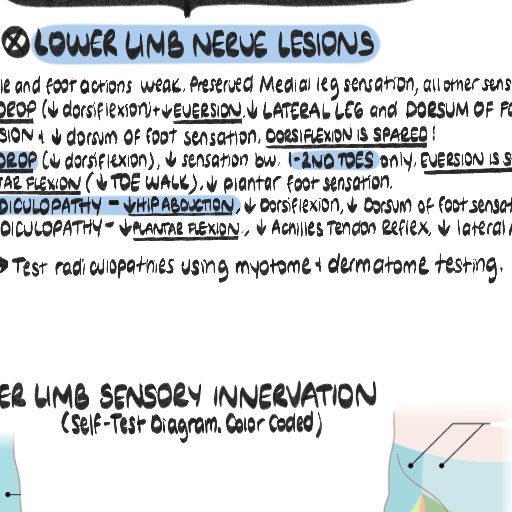 LOWER LIMB NERVE LESIONS
le and foot actions weak. Preserved Medial leg sensation, all other sens
DROP (↓ dorsiflexion)+↓EVERSION.↓ LATERAL LEG and DORSUM OF FO
SION + ↓ dorsum of foot sensation. DORSIFLEXION IS SPARED!
DROP (↓ dorsiflexion), ↓ sensation bw. 1-2ND TOES only. EVERSION IS S
TAR FLEXION (↓ TOE WALK).↓ plantar foot sensation.
DICULOPATHY - ↓HIP ABDUCTION, ↓ Dorsiflexion, ↓ Dorsum of foot sensat
DICULOPATHY - ↓PLANTAR FLEXION., ↓ Achilles Tendon Reflex, ↓ lateral
Test radiculopathies using myotome + dermatome testing.
ER LIMB SENSORY INNERVATION
(Self-Test Diagram. Color Coded)